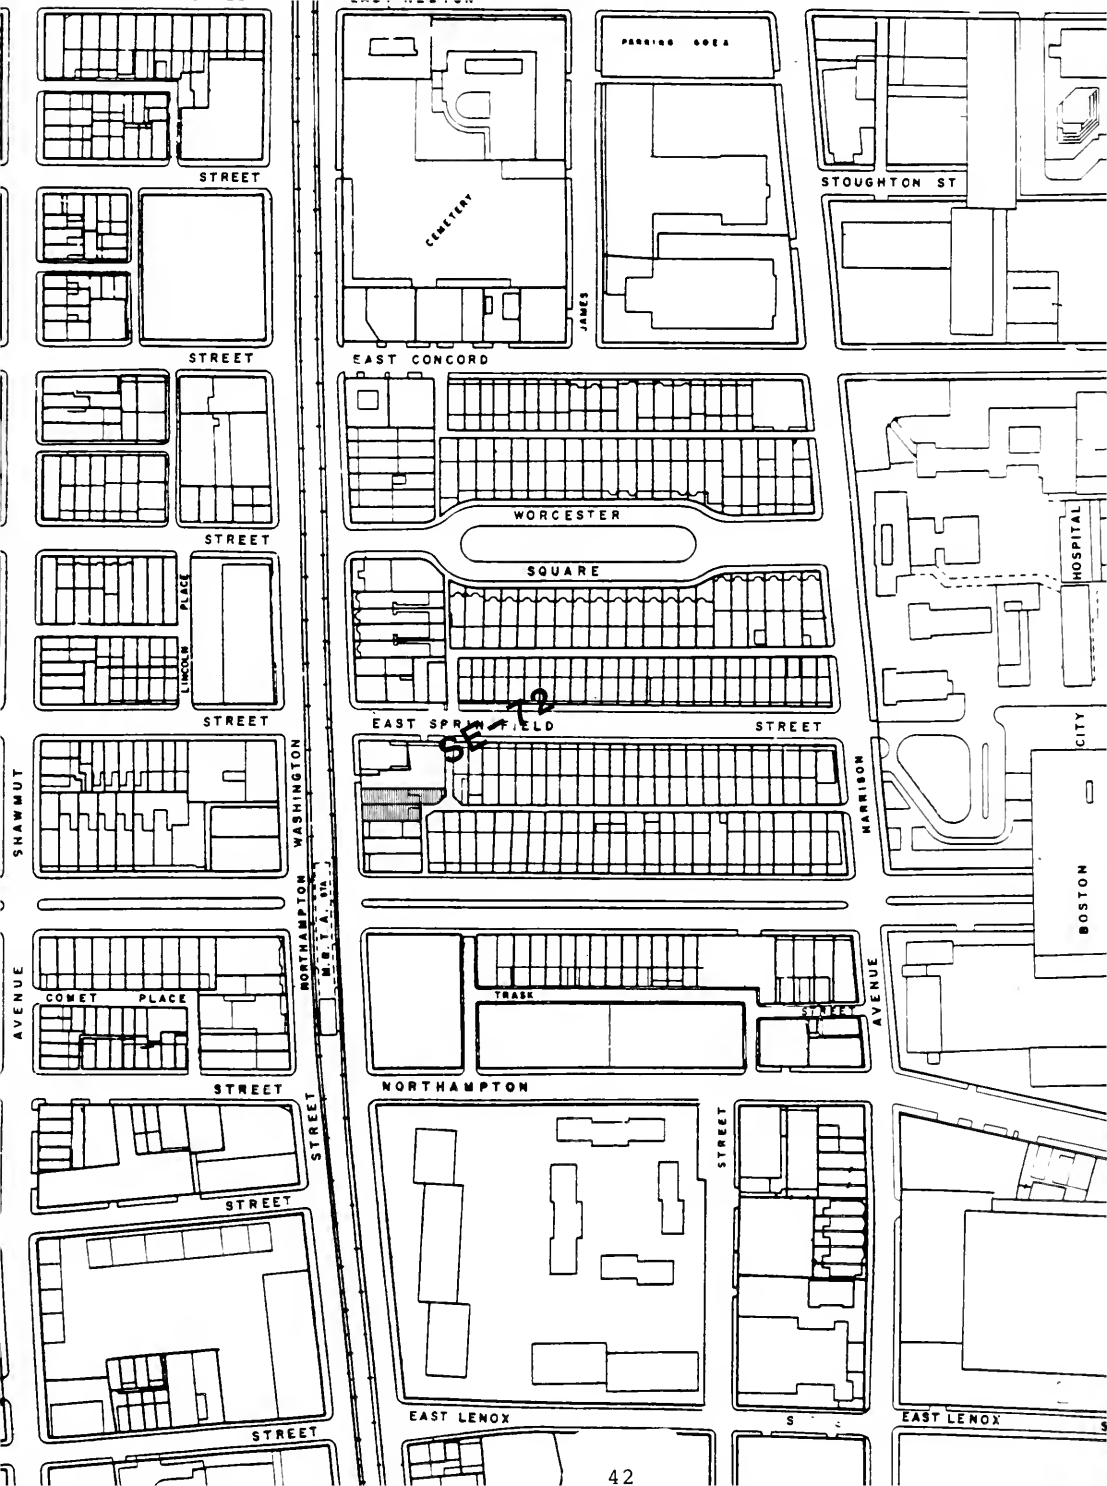 PARKING AREA
STREET
STOUGHTON ST
CEMETERY
JAMES
STREET
EAST CONCORD
WORCESTER
STREET
HOSPITAL
SQUARE
PLACE
LINCOLN
SE-72
STREET
EAST SPRINGFIELD
STREET
CITY
SHAWMUT
WASHINGTON
HARRISON
BOSTON
NORTHAMPTON
M.B.T.A. STA
AVENUE
COMET PLACE
TRASK
STREET
AVENUE
STREET
NORTHAMPTON
STREET
STREET
STREET
EAST LENOX
S
EAST LENOX
S
STREET
42